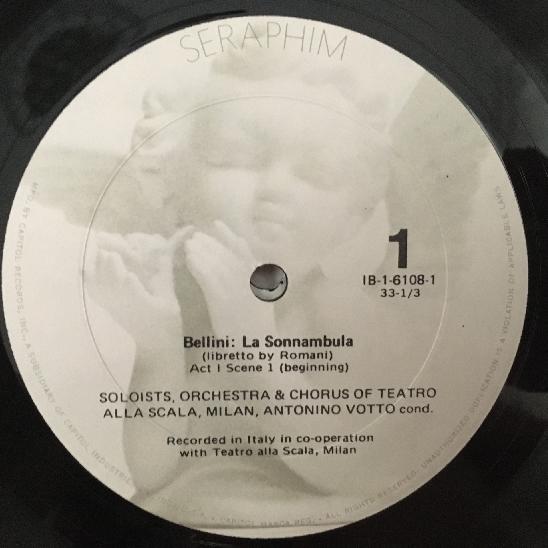 SERAPHIM
1
IB-1-6108-1
33-1/3
Bellini: La Sonnambula
(libretto by Romani)
Act I Scene 1 (beginning)
SOLOISTS, ORCHESTRA & CHORUS OF TEATRO
ALLA SCALA, MILAN, ANTONINO VOTTO cond.
Recorded in Italy in co-operation
with Teatro alla Scala, Milan
MFD. BY CAPITOL RECORDS, INC., A SUBSIDIARY OF CAPITOL INDUSTRIES U.S.A. • CAPITOL MARCA REG. • ALL RIGHTS RESERVED. UNAUTHORIZED DUPLICATION IS A VIOLATION OF APPLICABLE LAWS